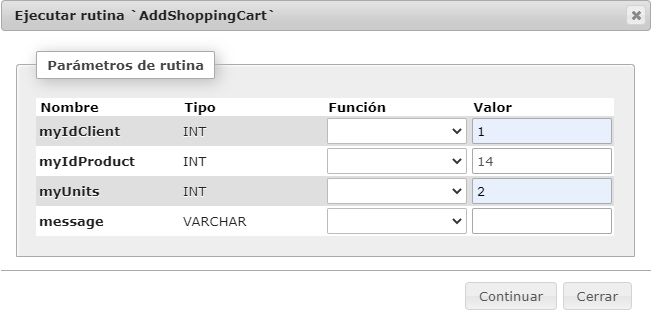 Ejecutar rutina `AddShoppingCart`
Parámetros de rutina
Nombre Tipo Función Valor
myIdClient INT 1
myIdProduct INT 14
myUnits INT 2
message VARCHAR
Continuar Cerrar